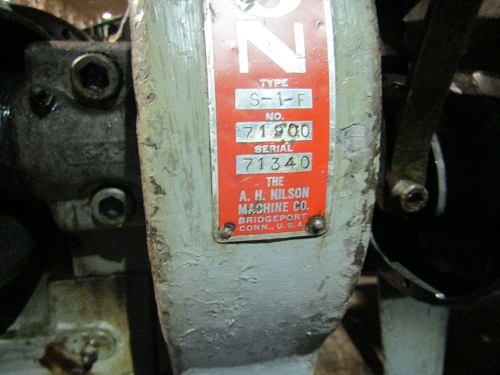 N
TYPE
S-1-F
NO.
71900
SERIAL
71340
THE
A. H. NILSON
MACHINE CO.
BRIDGEPORT
CONN., U.S.A.